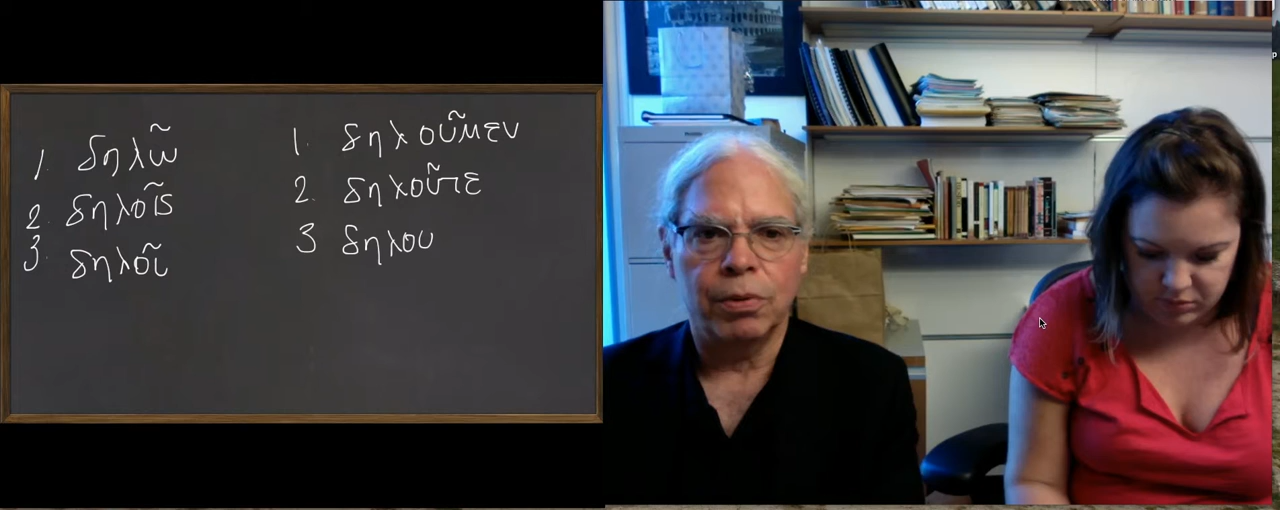 1. δηλῶ
2. δηλοῖς
3. δηλοῖ
1. δηλοῦμεν
2. δηλοῦτε
3 δηλου